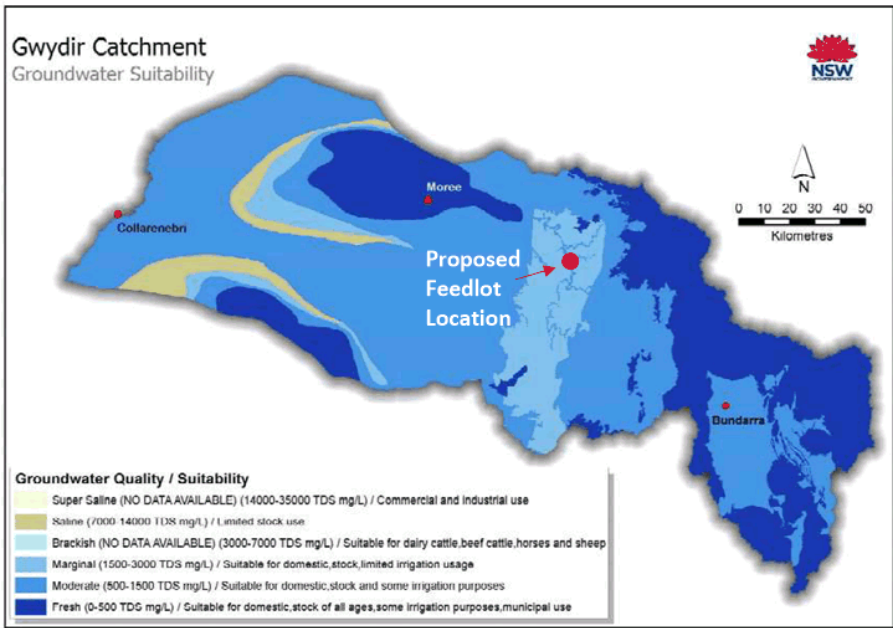 Gwydir Catchment
Groundwater Suitability
NSW
GOVERNMENT
N
0 10 20 30 40 50
Kilometres
Moree
Collarenebri
Proposed
Feedlot
Location
Bundarra
Groundwater Quality / Suitability
Super Saline (NO DATA AVAILABLE) (14000-35000 TDS mg/L) / Commercial and industrial use
Saline (7000-14000 TDS mg/L) / Limited stock use
Brackish (NO DATA AVAILABLE) (3000-7000 TDS mg/L) / Suitable for dairy cattle,beef cattle,horses and sheep
Marginal (1500-3000 TDS mg/L) / Suitable for domestic,stock,limited irrigation usage
Moderate (500-1500 TDS mg/L) / Suitable for domestic,stock and some irrigation purposes
Fresh (0-500 TDS mg/L) / Suitable for domestic,stock of all ages,some irrigation purposes,municipal use